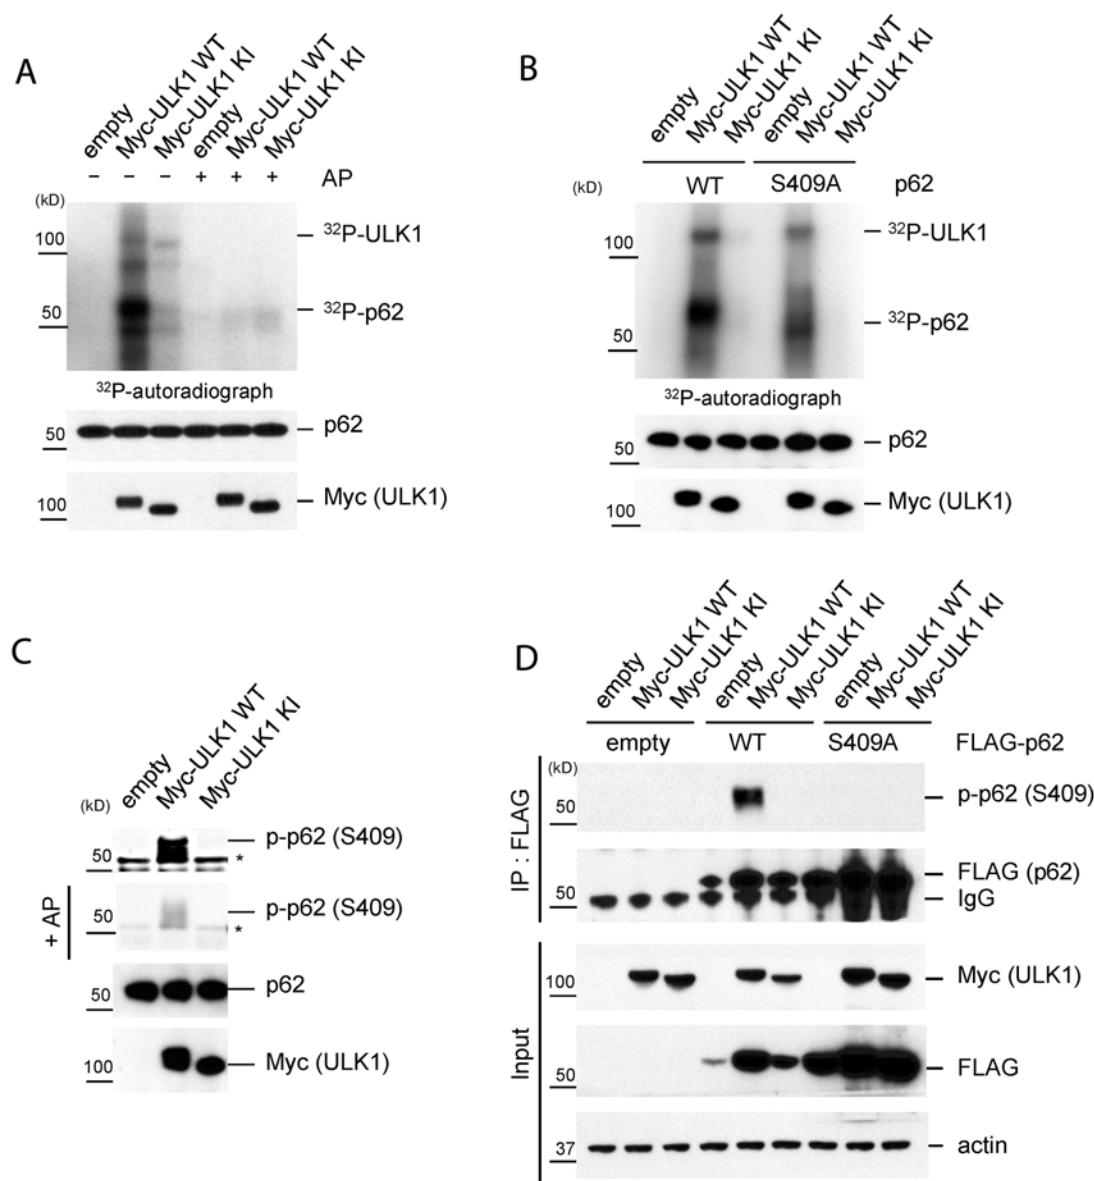 A
empty
Myc-ULK1 WT
Myc-ULK1 KI
empty
Myc-ULK1 WT
Myc-ULK1 KI
– – – + + + AP
(kD)
100
50
³²P-ULK1
³²P-p62
³²P-autoradiograph
50
p62
100
Myc (ULK1)
B
empty
Myc-ULK1 WT
Myc-ULK1 KI
empty
Myc-ULK1 WT
Myc-ULK1 KI
(kD) WT S409A p62
100
50
³²P-ULK1
³²P-p62
³²P-autoradiograph
50
p62
100
Myc (ULK1)
C
empty
Myc-ULK1 WT
Myc-ULK1 KI
(kD)
50
p-p62 (S409)
*
+ AP
50
p-p62 (S409)
*
50
p62
100
Myc (ULK1)
D
empty
Myc-ULK1 WT
Myc-ULK1 KI
empty
Myc-ULK1 WT
Myc-ULK1 KI
empty
Myc-ULK1 WT
Myc-ULK1 KI
empty WT S409A FLAG-p62
IP : FLAG
(kD)
50
p-p62 (S409)
50
FLAG (p62)
IgG
Input
100
Myc (ULK1)
50
FLAG
37
actin